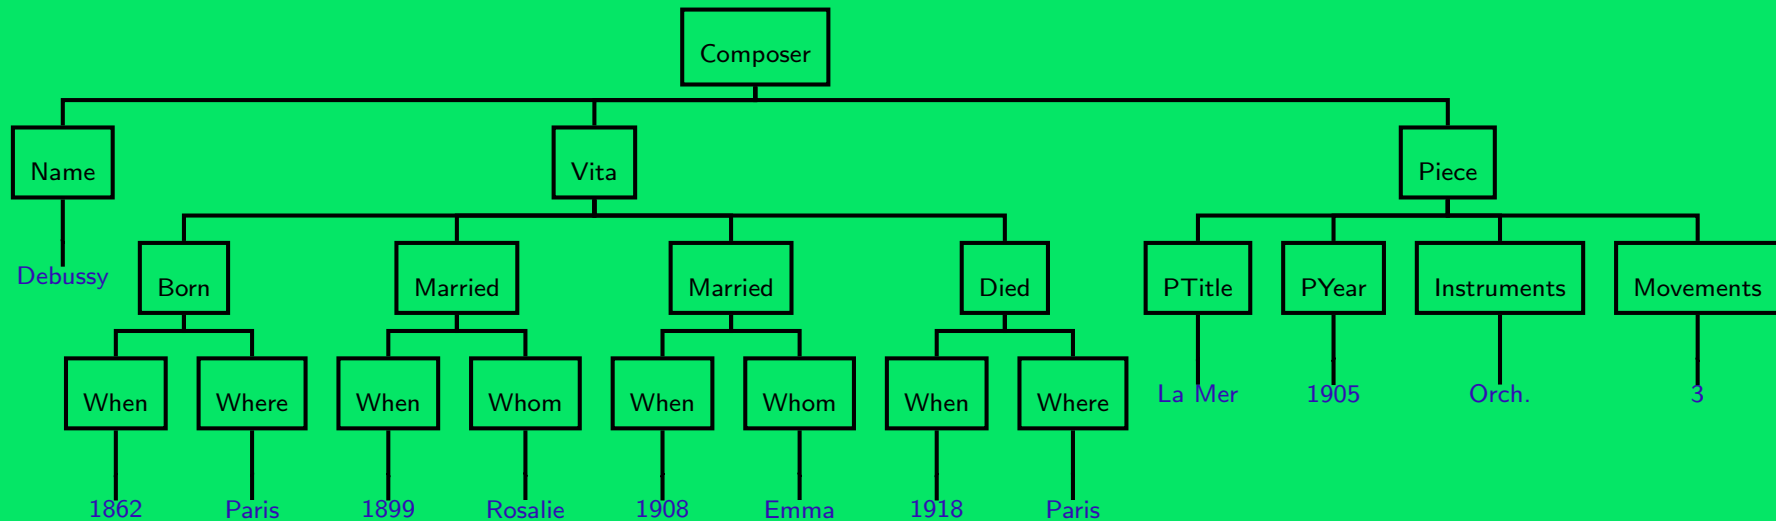 Composer
Name Vita Piece
Debussy Born Married Married Died PTitle PYear Instruments Movements
When Where When Whom When Whom When Where La Mer 1905 Orch. 3
1862 Paris 1899 Rosalie 1908 Emma 1918 Paris